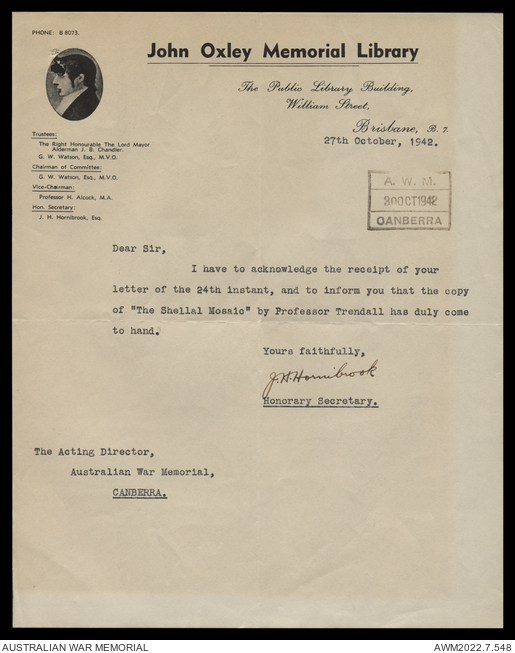 PHONE: B 8073.
John Oxley Memorial Library
The Public Library Building,
William Street,
Brisbane, B. 7.
27th October, 1942.
Trustees:
The Right Honourable The Lord Mayor
Alderman J. B. Chandler.
G. W. Watson, Esq., M.V.O.
Chairman of Committee:
G. W. Watson, Esq., M.V.O.
Vice-Chairman:
Professor H. Alcock, M.A.
Hon. Secretary:
J. H. Hornibrook, Esq.
A. W. M.
30 OCT 1942
CANBERRA
Dear Sir,
I have to acknowledge the receipt of your
letter of the 24th instant, and to inform you that the copy
of "The Shellal Mosaic" by Professor Trendall has duly come
to hand.
Yours faithfully,
J.H.Hornibrook
Honorary Secretary.
The Acting Director,
Australian War Memorial,
CANBERRA.
AUSTRALIAN WAR MEMORIAL
AWM2022.7.548